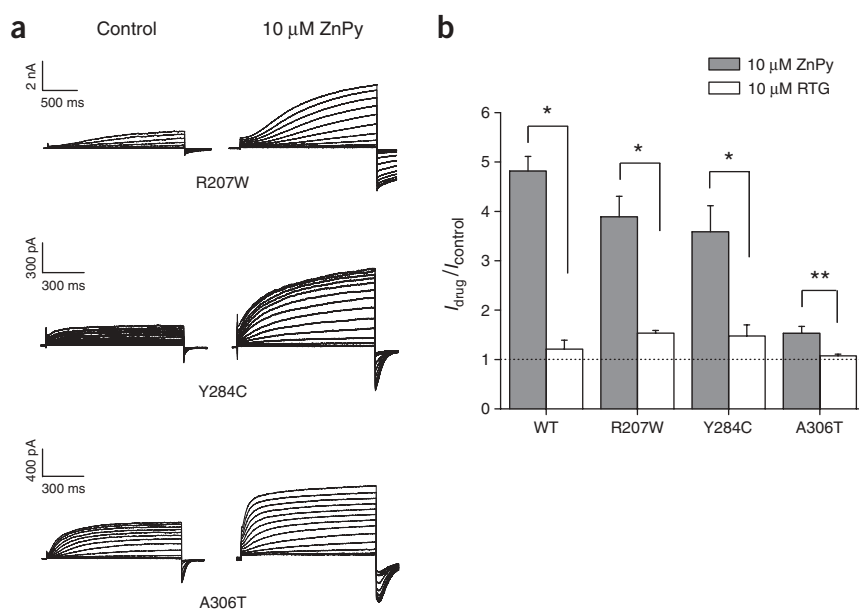 a
Control
10 μM ZnPy
2 nA
500 ms
R207W
300 pA
300 ms
Y284C
400 pA
300 ms
A306T
b
10 μM ZnPy
10 μM RTG
Idrug/Icontrol
6
5
4
3
2
1
0
*
*
*
**
WT
R207W
Y284C
A306T